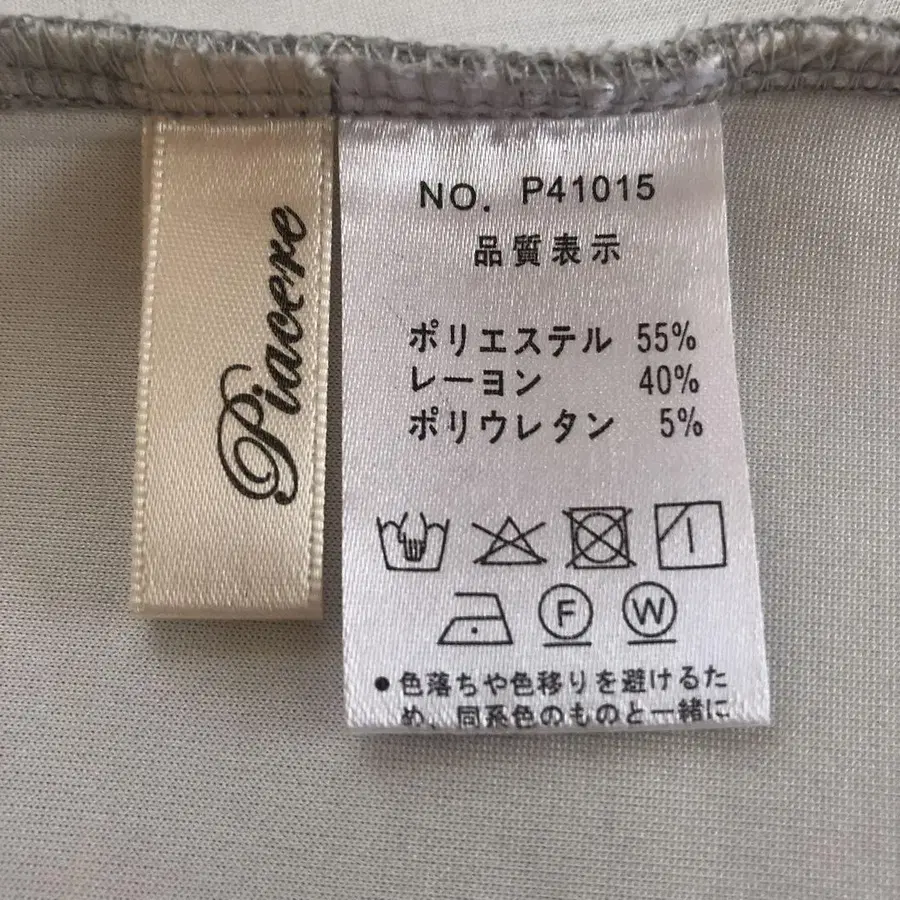 Piacere
NO. P41015
品質表示
ポリエステル 55%
レーヨン 40%
ポリウレタン 5%
F W
●色落ちや色移りを避けるた
め、同系色のものと一緒に